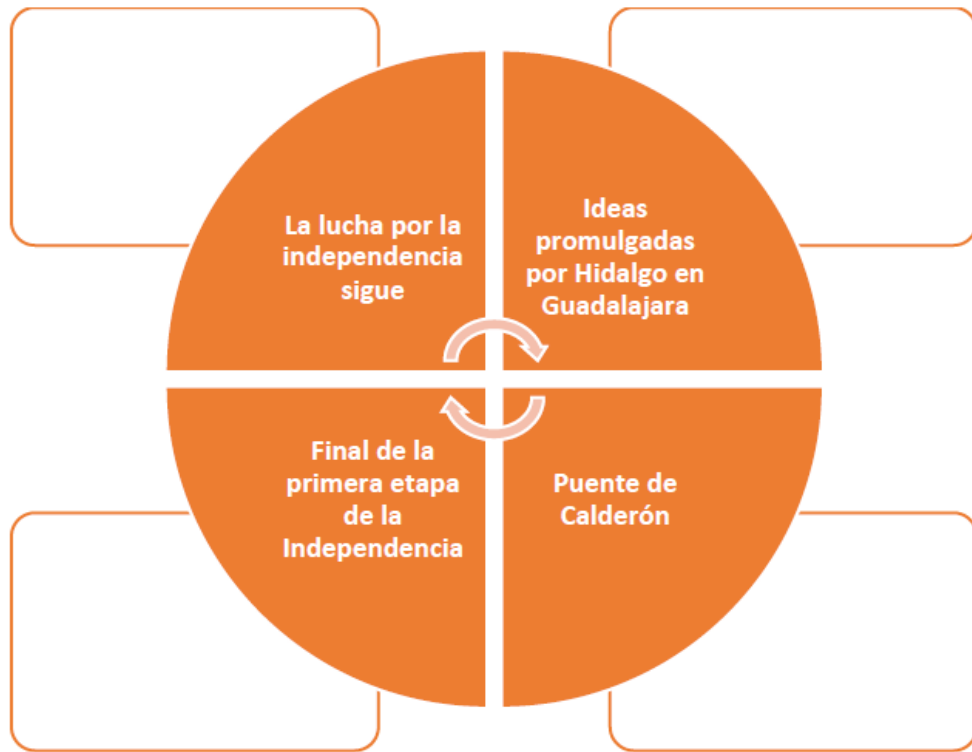 La lucha por la
independencia
sigue
Ideas
promulgadas
por Hidalgo en
Guadalajara
Final de la
primera etapa
de la
Independencia
Puente de
Calderón